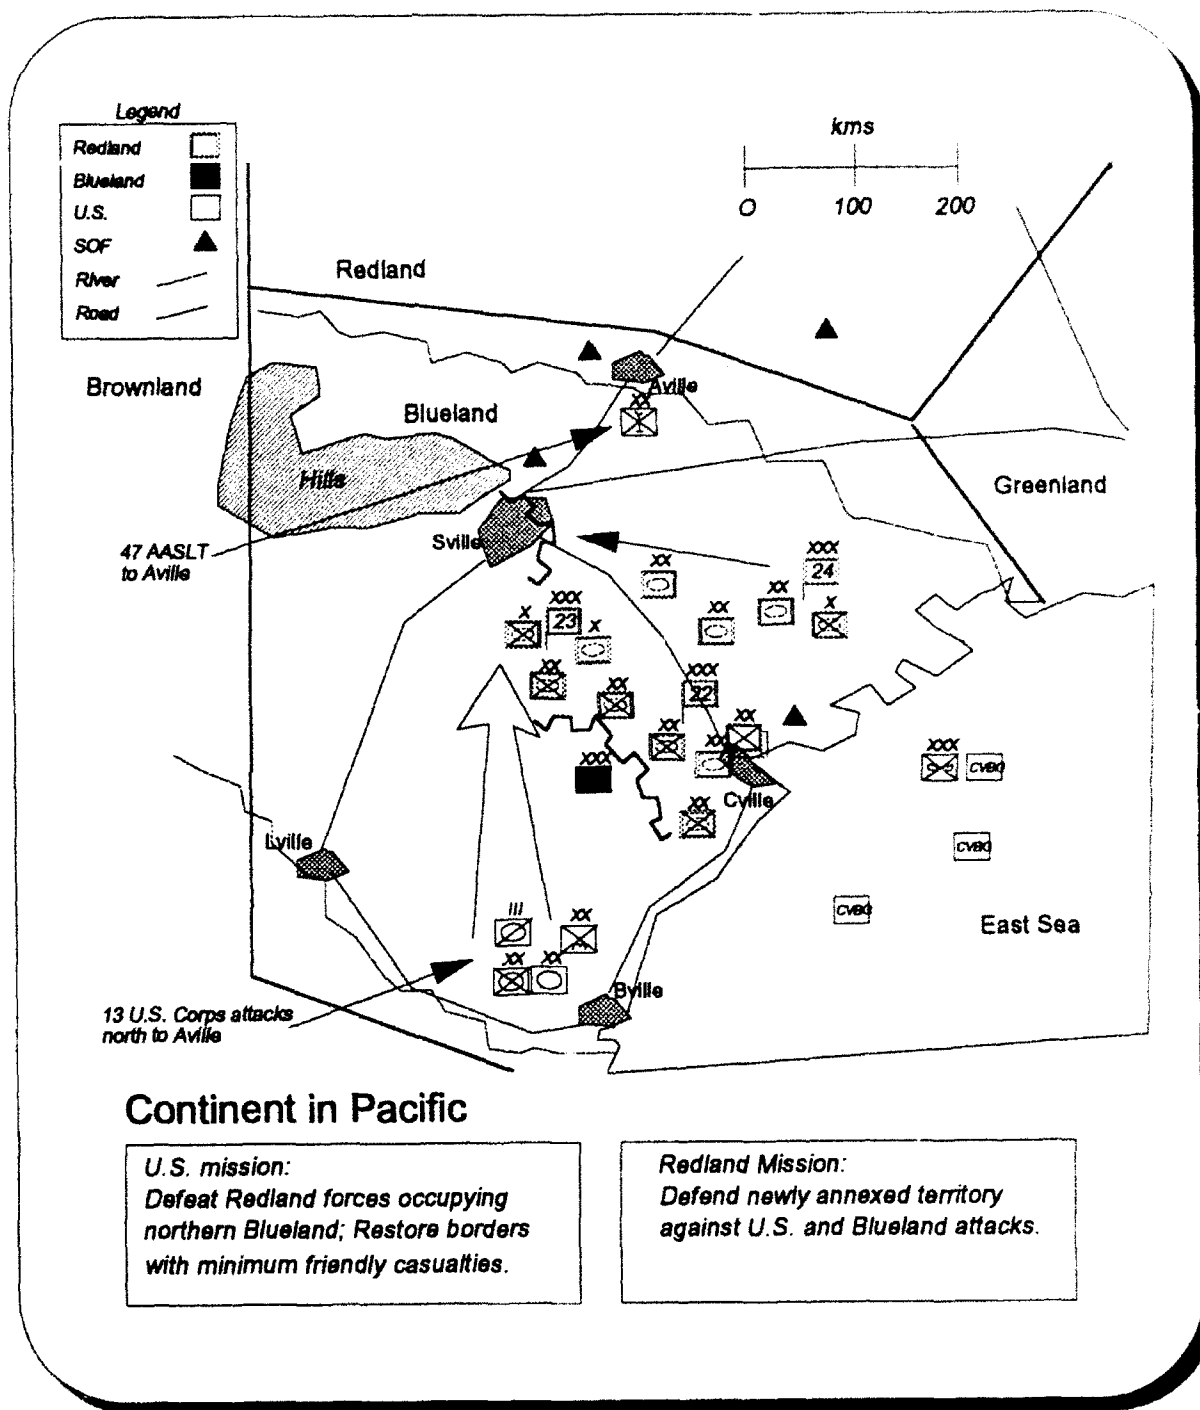 Legend
Redland
Blueland
U.S.
SOF
River
Road
kms
0 100 200
Redland
Brownland
Aville
XX
Blueland
Hills
Greenland
Sville
47 AASLT
to Aville
XXX
24
XX
XX
XX
X
XXX
23
X
X
XX
XX
XXX
22
XX
XX
XX
XXX
XXX
CVBG
Cville
XX
Lville
CVBG
CVBG
III
XX
East Sea
XX
XX
Bville
13 U.S. Corps attacks
north to Aville
Continent in Pacific
U.S. mission:
Defeat Redland forces occupying
northern Blueland; Restore borders
with minimum friendly casualties.
Redland Mission:
Defend newly annexed territory
against U.S. and Blueland attacks.